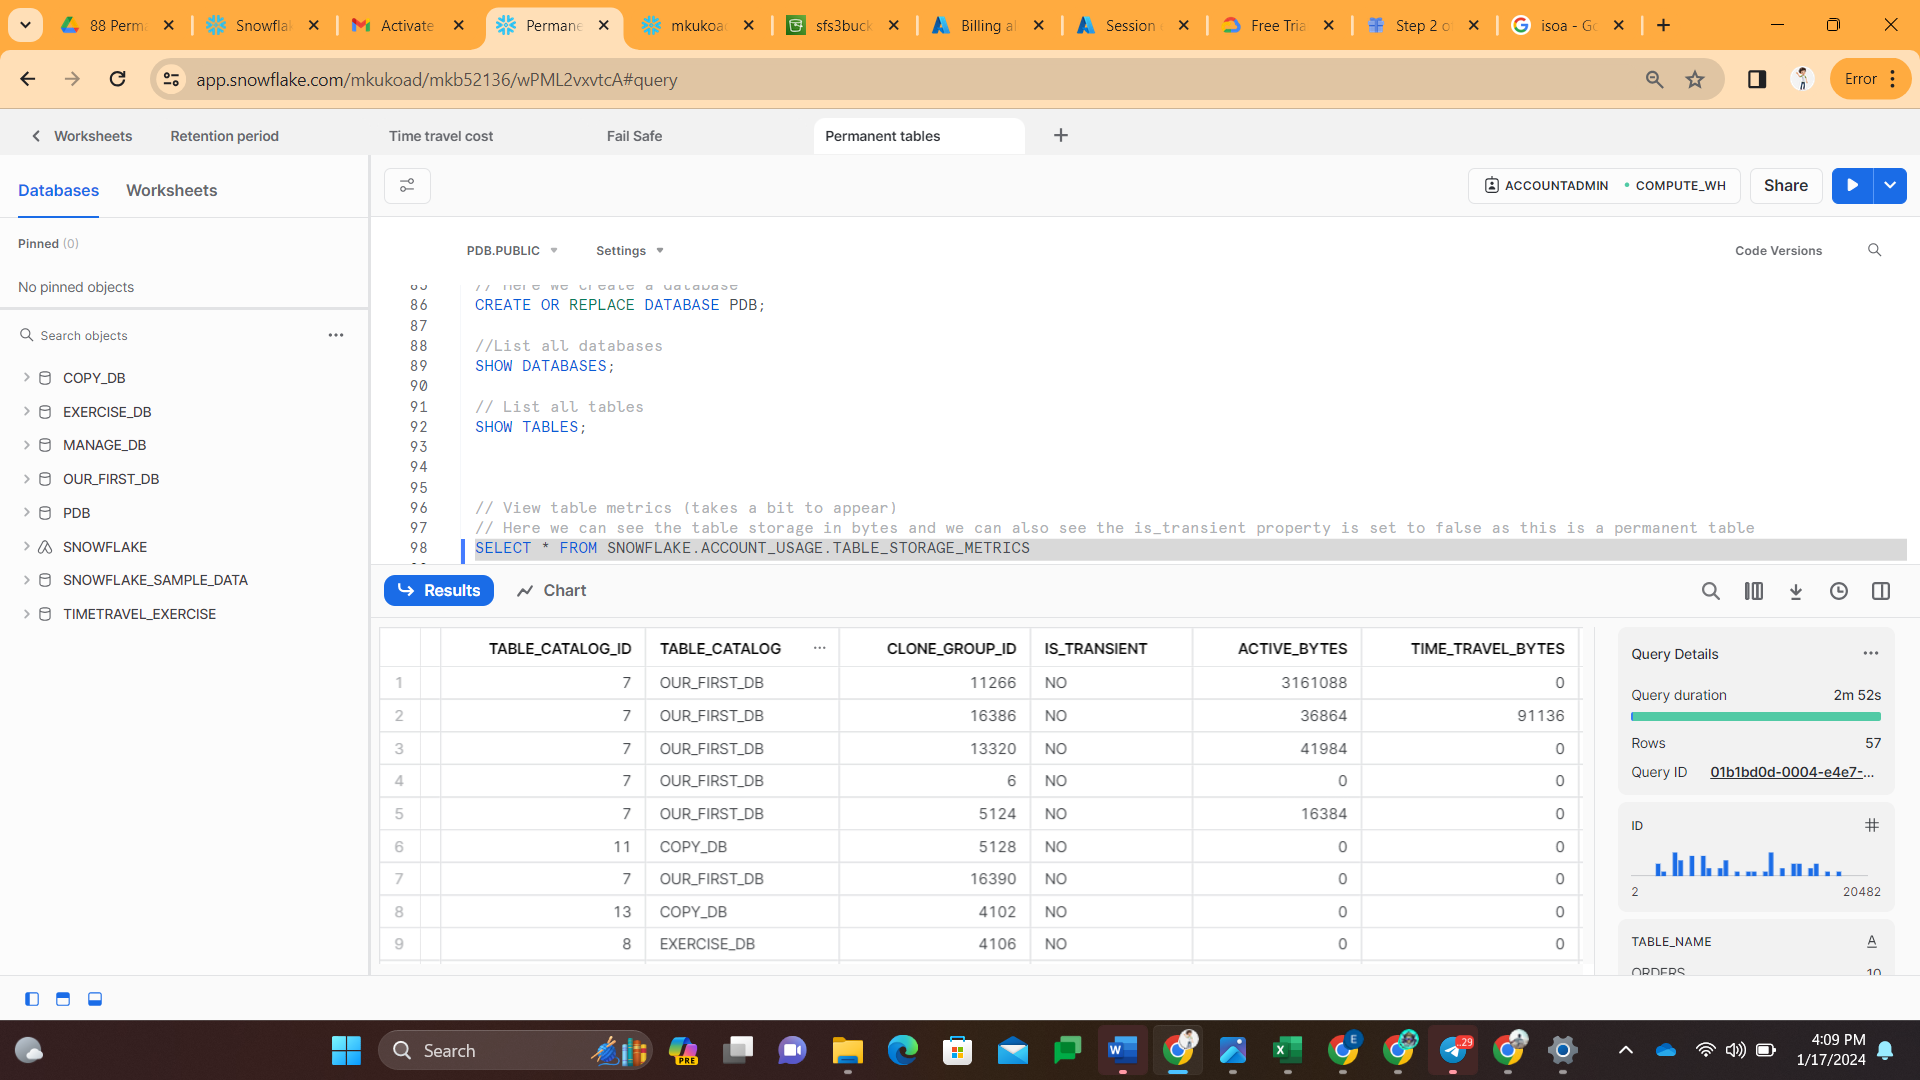 88 Perma
Snowflak
Activate
Permane
mkukoad
sfs3buck
Billing al
Session
Free Tria
Step 2 o
isoa - Go
app.snowflake.com/mkukoad/mkb52136/wPML2vxvtcA#query
Error
Worksheets
Retention period
Time travel cost
Fail Safe
Permanent tables
Databases
Worksheets
ACCOUNTADMIN
COMPUTE_WH
Share
Pinned (0)
No pinned objects
PDB.PUBLIC
Settings
Code Versions
Search objects
COPY_DB
EXERCISE_DB
MANAGE_DB
OUR_FIRST_DB
PDB
SNOWFLAKE
SNOWFLAKE_SAMPLE_DATA
TIMETRAVEL_EXERCISE
85 // Here we create a database
86 CREATE OR REPLACE DATABASE PDB;
87
88 //List all databases
89 SHOW DATABASES;
90
91 // List all tables
92 SHOW TABLES;
93
94
95
96 // View table metrics (takes a bit to appear)
97 // Here we can see the table storage in bytes and we can also see the is_transient property is set to false as this is a permanent table
98 SELECT * FROM SNOWFLAKE.ACCOUNT_USAGE.TABLE_STORAGE_METRICS
Results
Chart
TABLE_CATALOG_ID TABLE_CATALOG ... CLONE_GROUP_ID IS_TRANSIENT ACTIVE_BYTES TIME_TRAVEL_BYTES
1 7 OUR_FIRST_DB 11266 NO 3161088 0
2 7 OUR_FIRST_DB 16386 NO 36864 91136
3 7 OUR_FIRST_DB 13320 NO 41984 0
4 7 OUR_FIRST_DB 6 NO 0 0
5 7 OUR_FIRST_DB 5124 NO 16384 0
6 11 COPY_DB 5128 NO 0 0
7 7 OUR_FIRST_DB 16390 NO 0 0
8 13 COPY_DB 4102 NO 0 0
9 8 EXERCISE_DB 4106 NO 0 0
Query Details
Query duration 2m 52s
Rows 57
Query ID 01b1bd0d-0004-e4e7-...
ID
2 20482
TABLE_NAME A
ORDERS 10
Search
PRE
W
X
E
..29
4:09 PM
1/17/2024